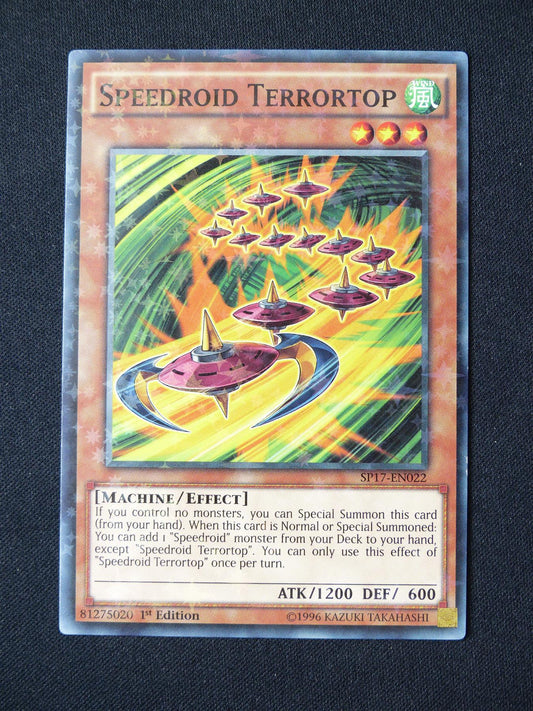 SPEEDROID TERRORTOP
WIND
風
SP17-EN022
[MACHINE/EFFECT]
If you control no monsters, you can Special Summon this card
(from your hand). When this card is Normal or Special Summoned:
You can add 1 "Speedroid" monster from your Deck to your hand,
except "Speedroid Terrortop". You can only use this effect of
"Speedroid Terrortop" once per turn.
ATK/1200 DEF/ 600
81275020 1st Edition ©1996 KAZUKI TAKAHASHI